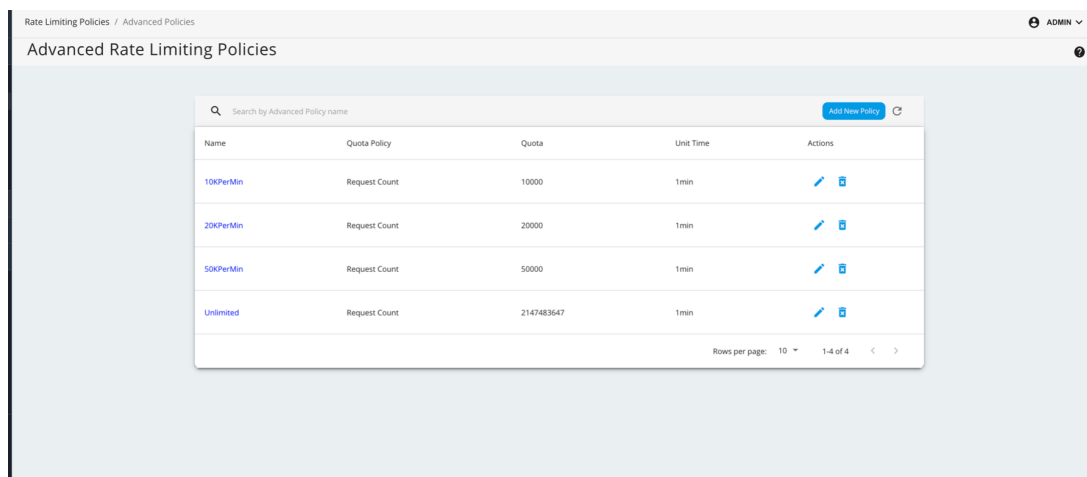 Rate Limiting Policies / Advanced Policies
ADMIN
Advanced Rate Limiting Policies
Search by Advanced Policy name
Add New Policy
Name Quota Policy Quota Unit Time Actions
10KPerMin Request Count 10000 1min
20KPerMin Request Count 20000 1min
50KPerMin Request Count 50000 1min
Unlimited Request Count 2147483647 1min
Rows per page: 10 1-4 of 4